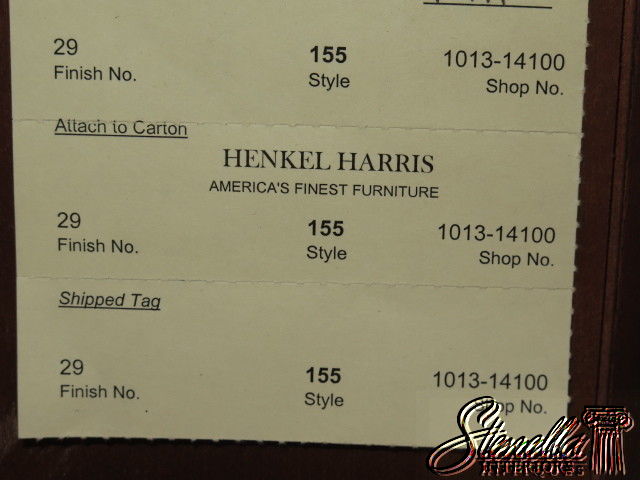 29 155 1013-14100
Finish No. Style Shop No.
Attach to Carton
HENKEL HARRIS
AMERICA'S FINEST FURNITURE
29 155 1013-14100
Finish No. Style Shop No.
Shipped Tag
29 155 1013-14100
Finish No. Style Shop No.
Stenella